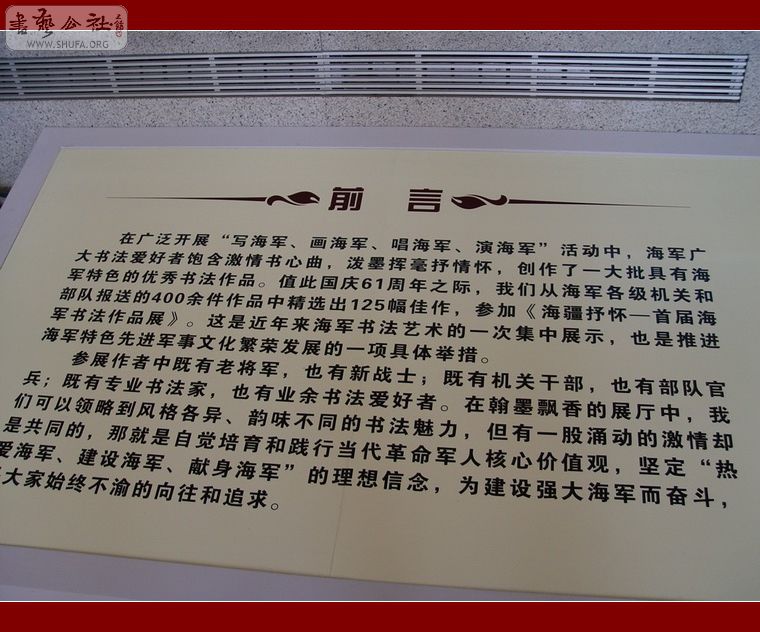 書藝公社
WWW.SHUFA.ORG
前 言
在广泛开展“写海军、画海军、唱海军、演海军”活动中，海军广
大书法爱好者饱含激情书心曲，泼墨挥毫抒情怀，创作了一大批具有海
军特色的优秀书法作品。值此国庆61周年之际，我们从海军各级机关和
部队报送的400余件作品中精选出125幅佳作，参加《海疆抒怀—首届海
军书法作品展》。这是近年来海军书法艺术的一次集中展示，也是推进
海军特色先进军事文化繁荣发展的一项具体举措。
参展作者中既有老将军，也有新战士；既有机关干部，也有部队官
兵；既有专业书法家，也有业余书法爱好者。在翰墨飘香的展厅中，我
们可以领略到风格各异、韵味不同的书法魅力，但有一股涌动的激情却
是共同的，那就是自觉培育和践行当代革命军人核心价值观，坚定“热
爱海军、建设海军、献身海军”的理想信念，为建设强大海军而奋斗，
大家始终不渝的向往和追求。